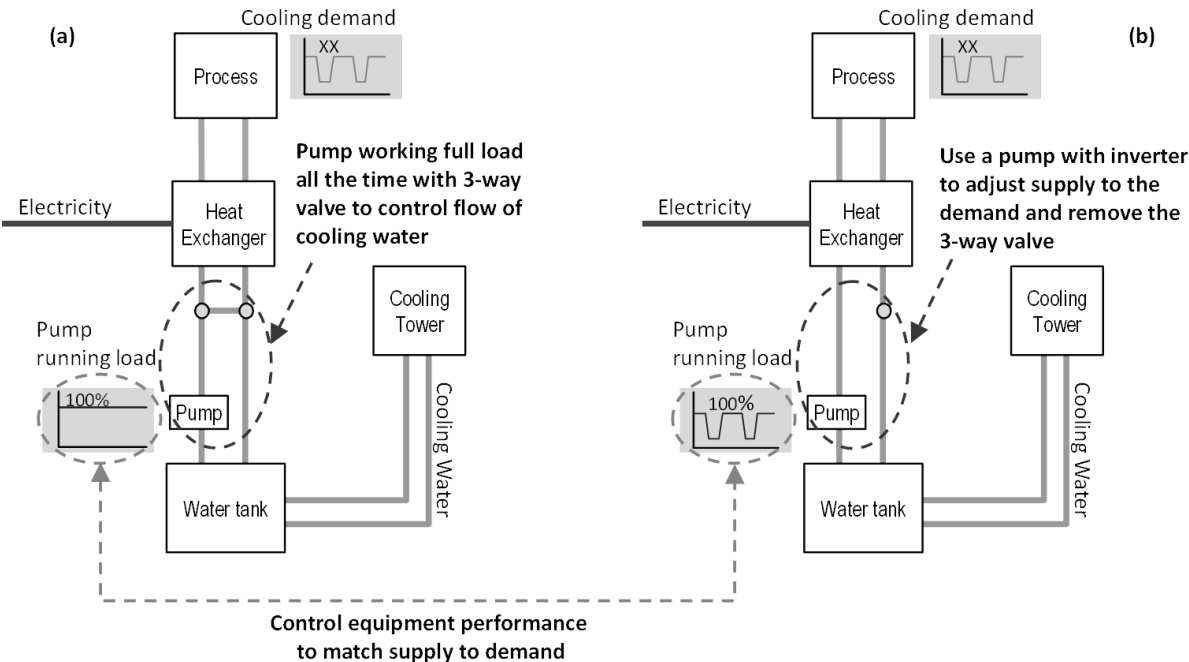 (a)
Cooling demand
XX
Process
Pump working full load
all the time with 3-way
valve to control flow of
cooling water
Electricity
Heat
Exchanger
Cooling
Tower
Pump
running load
100%
Pump
Cooling Water
Water tank
(b)
Cooling demand
XX
Process
Use a pump with inverter
to adjust supply to the
demand and remove the
3-way valve
Electricity
Heat
Exchanger
Cooling
Tower
Pump
running load
100%
Pump
Cooling Water
Water tank
Control equipment performance
to match supply to demand